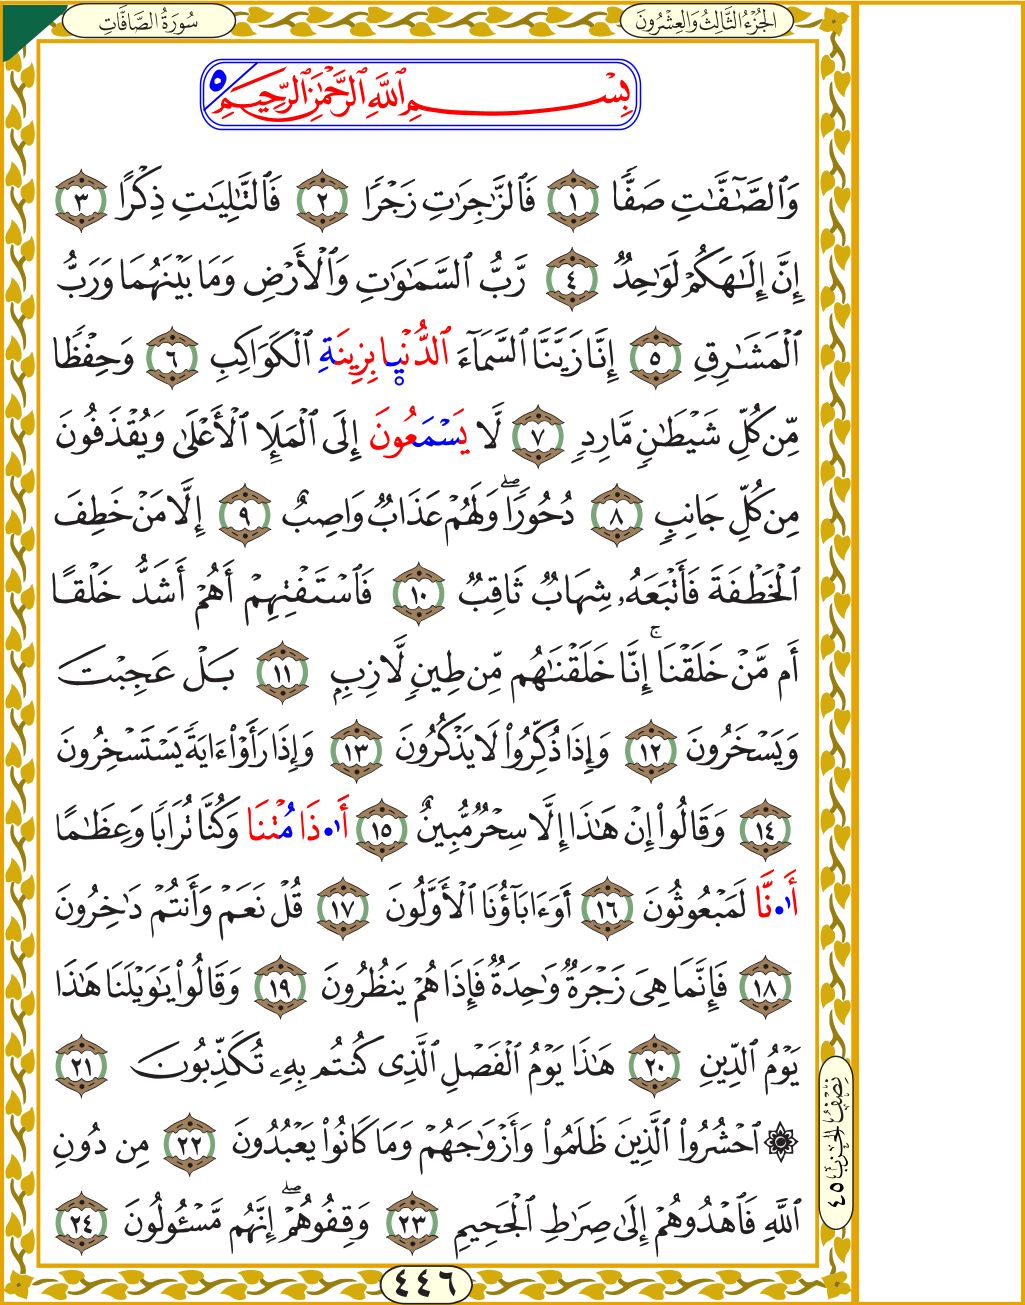 سُورَةُ الصَّافَّاتِ
الجُزْءُ الثَّالِثُ وَالعِشْرُونَ
بِسْمِ ٱللَّهِ ٱلرَّحْمَٰنِ ٱلرَّحِيمِ ٥
وَٱلصَّٰٓفَّٰتِ صَفًّا ١ فَٱلزَّٰجِرَٰتِ زَجْرًا ٢ فَٱلتَّٰلِيَٰتِ ذِكْرًا ٣
إِنَّ إِلَٰهَكُمْ لَوَٰحِدٌ ٤ رَّبُّ ٱلسَّمَٰوَٰتِ وَٱلْأَرْضِ وَمَا بَيْنَهُمَا وَرَبُّ
ٱلْمَشَٰرِقِ ٥ إِنَّا زَيَّنَّا ٱلسَّمَآءَ ٱلدُّنْيا بِزِينَةِ ٱلْكَوَاكِبِ ٦ وَحِفْظًا
مِّن كُلِّ شَيْطَٰنٍ مَّارِدٍ ٧ لَّا يَسْمَعُونَ إِلَى ٱلْمَلَإِ ٱلْأَعْلَىٰ وَيُقْذَفُونَ
مِن كُلِّ جَانِبٍ ٨ دُحُورًا ۖ وَلَهُمْ عَذَابٌ وَاصِبٌ ٩ إِلَّا مَنْ خَطِفَ
ٱلْخَطْفَةَ فَأَتْبَعَهُۥ شِهَابٌ ثَاقِبٌ ١٠ فَٱسْتَفْتِهِمْ أَهُمْ أَشَدُّ خَلْقًا
أَم مَّنْ خَلَقْنَا ۚ إِنَّا خَلَقْنَٰهُم مِّن طِينٍ لَّازِبٍ ١١ بَلْ عَجِبْتَ
وَيَسْخَرُونَ ١٢ وَإِذَا ذُكِّرُوا۟ لَا يَذْكُرُونَ ١٣ وَإِذَا رَأَوْا۟ ءَايَةً يَسْتَسْخِرُونَ
١٤ وَقَالُوٓا۟ إِنْ هَٰذَآ إِلَّا سِحْرٌ مُّبِينٌ ١٥ أَ۟ذَا مُتْنَا وَكُنَّا تُرَابًا وَعِظَٰمًا
أَ۟نَّا لَمَبْعُوثُونَ ١٦ أَوَءَابَآؤُنَا ٱلْأَوَّلُونَ ١٧ قُلْ نَعَمْ وَأَنتُمْ دَٰخِرُونَ
١٨ فَإِنَّمَا هِىَ زَجْرَةٌ وَٰحِدَةٌ فَإِذَا هُمْ يَنظُرُونَ ١٩ وَقَالُوا۟ يَٰوَيْلَنَا هَٰذَا
يَوْمُ ٱلدِّينِ ٢٠ هَٰذَا يَوْمُ ٱلْفَصْلِ ٱلَّذِى كُنتُم بِهِۦ تُكَذِّبُونَ ٢١
۞ ٱحْشُرُوا۟ ٱلَّذِينَ ظَلَمُوا۟ وَأَزْوَٰجَهُمْ وَمَا كَانُوا۟ يَعْبُدُونَ ٢٢ مِن دُونِ
ٱللَّهِ فَٱهْدُوهُمْ إِلَىٰ صِرَٰطِ ٱلْجَحِيمِ ٢٣ وَقِفُوهُمْ ۖ إِنَّهُم مَّسْـُٔولُونَ ٢٤
نِصْفُ الحِزْبِ ٤٥
٤٤٦